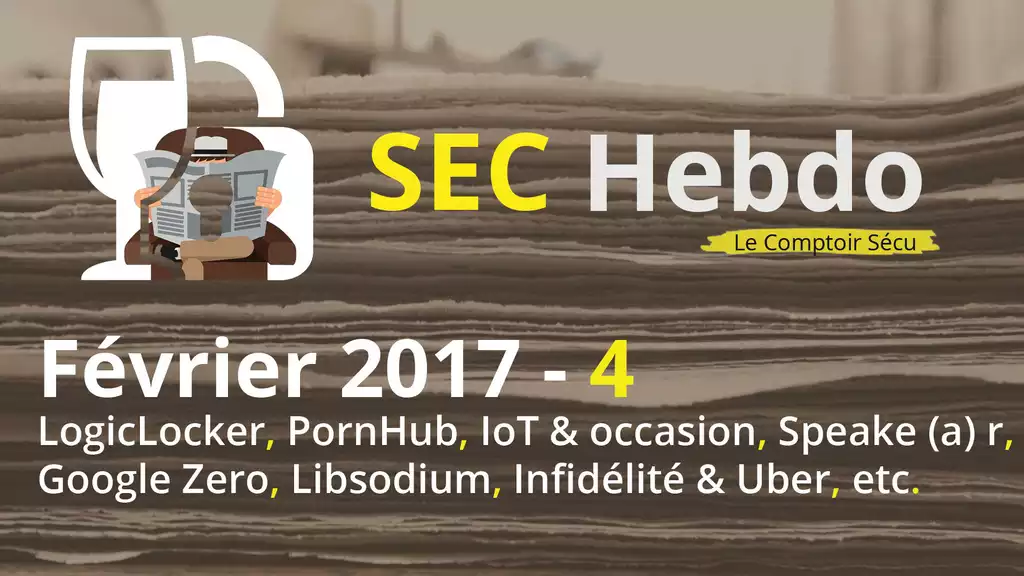 SEC Hebdo
Le Comptoir Sécu
Février 2017 - 4
LogicLocker, PornHub, IoT & occasion, Speake (a) r,
Google Zero, Libsodium, Infidélité & Uber, etc.